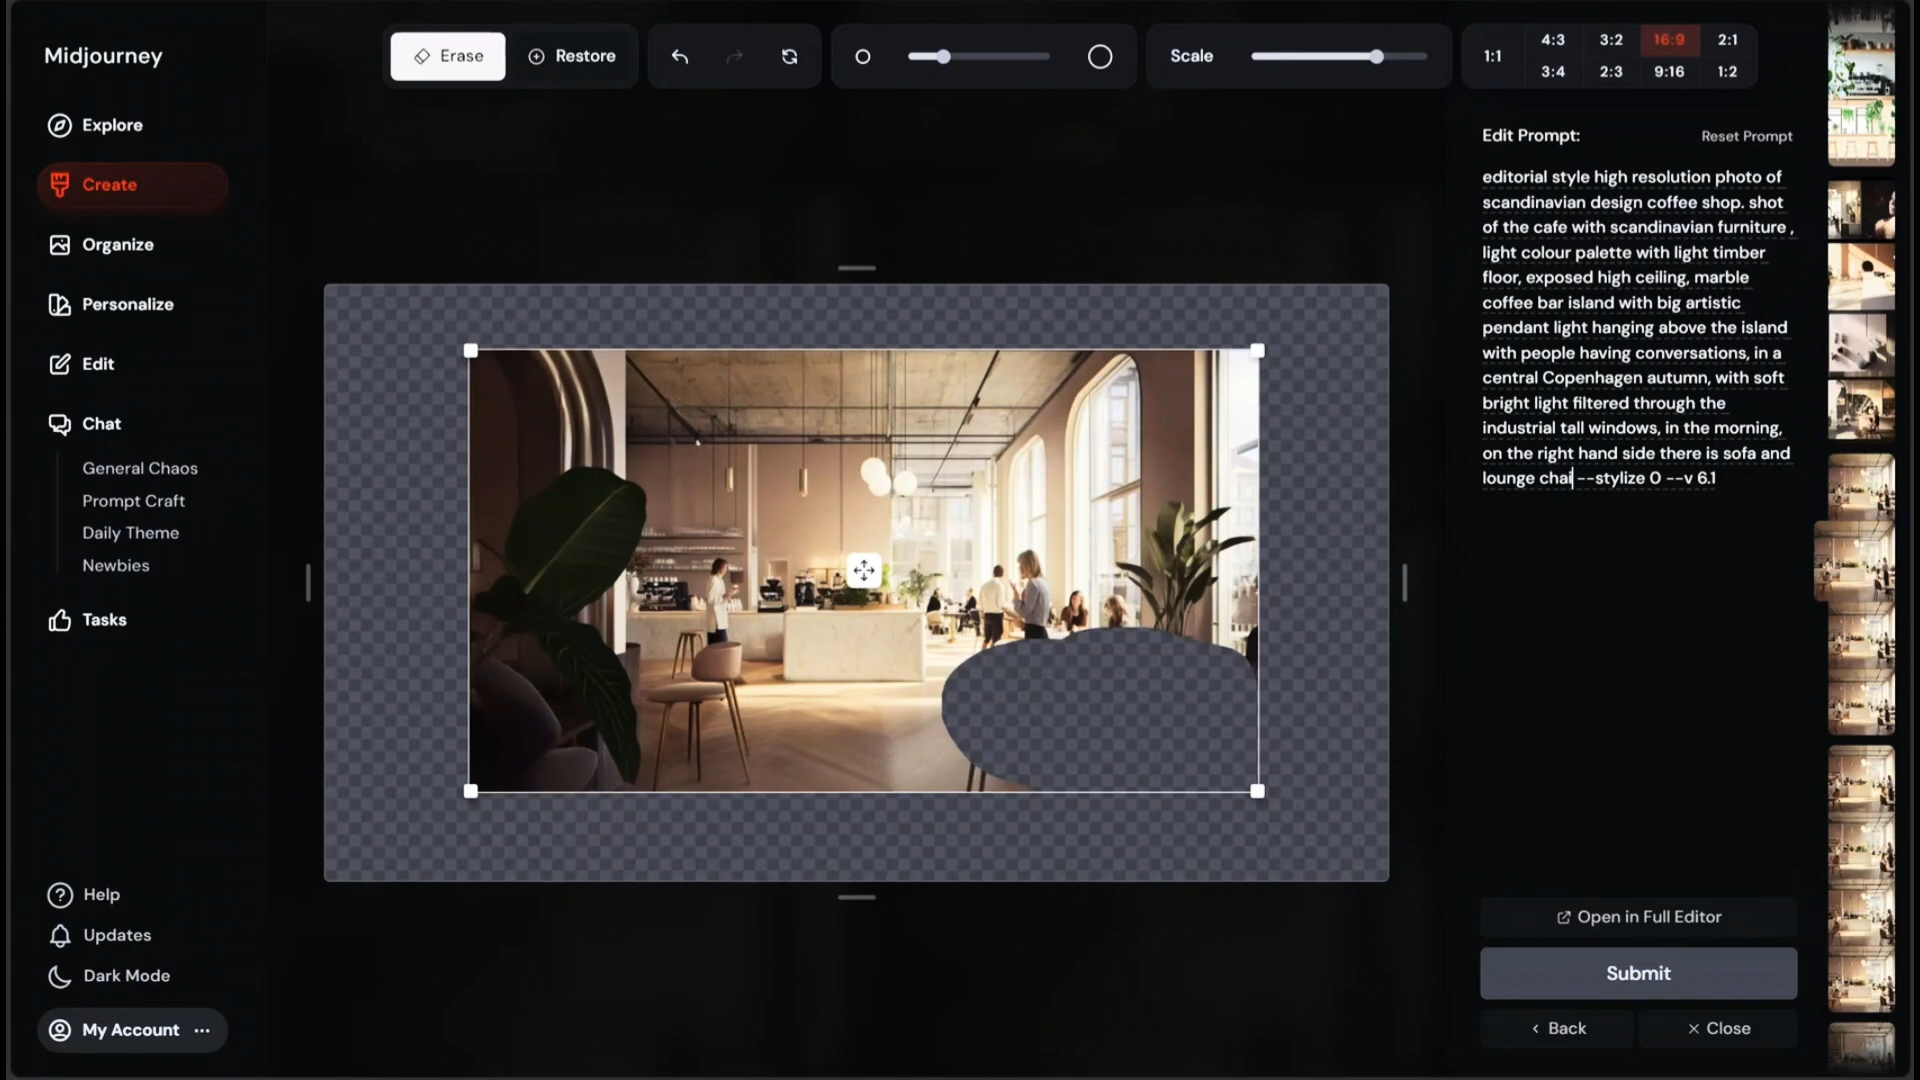 Midjourney
Explore
Create
Organize
Personalize
Edit
Chat
General Chaos
Prompt Craft
Daily Theme
Newbies
Tasks
Help
Updates
Dark Mode
My Account ...
Erase
Restore
Scale
1:1
4:3 3:2 16:9 2:1
3:4 2:3 9:16 1:2
Edit Prompt:
Reset Prompt
editorial style high resolution photo of
scandinavian design coffee shop. shot
of the cafe with scandinavian furniture ,
light colour palette with light timber
floor, exposed high ceiling, marble
coffee bar island with big artistic
pendant light hanging above the island
with people having conversations, in a
central Copenhagen autumn, with soft
bright light filtered through the
industrial tall windows, in the morning,
on the right hand side there is sofa and
lounge chai --stylize 0 --v 6.1
Open in Full Editor
Submit
Back
Close